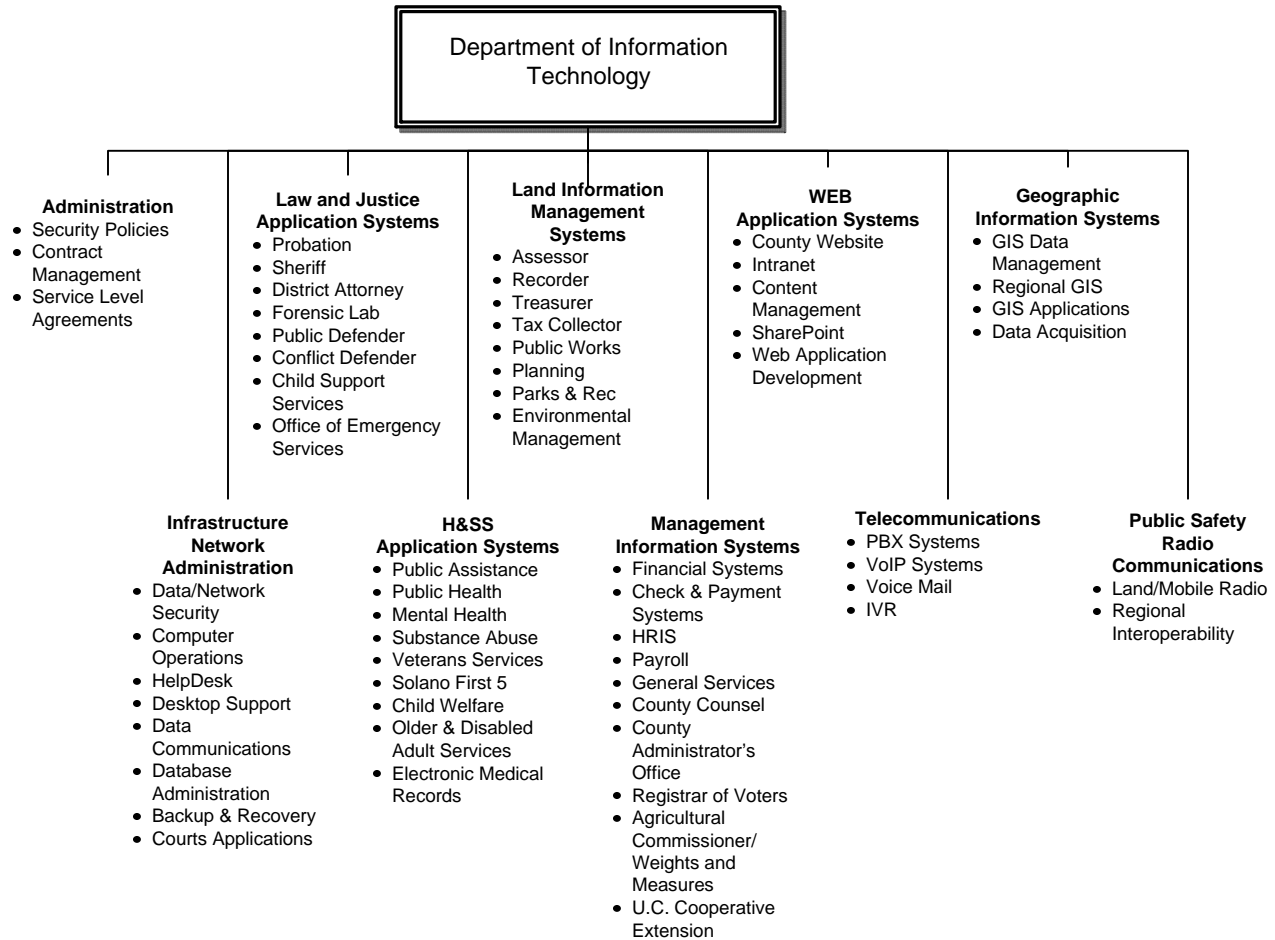 Department of Information
Technology
Administration
• Security Policies
• Contract
Management
• Service Level
Agreements
Law and Justice
Application Systems
• Probation
• Sheriff
• District Attorney
• Forensic Lab
• Public Defender
• Conflict Defender
• Child Support
Services
• Office of Emergency
Services
Land Information
Management
Systems
• Assessor
• Recorder
• Treasurer
• Tax Collector
• Public Works
• Planning
• Parks & Rec
• Environmental
Management
WEB
Application Systems
• County Website
• Intranet
• Content
Management
• SharePoint
• Web Application
Development
Geographic
Information Systems
• GIS Data
Management
• Regional GIS
• GIS Applications
• Data Acquisition
Infrastructure
Network
Administration
• Data/Network
Security
• Computer
Operations
• HelpDesk
• Desktop Support
• Data
Communications
• Database
Administration
• Backup & Recovery
• Courts Applications
H&SS
Application Systems
• Public Assistance
• Public Health
• Mental Health
• Substance Abuse
• Veterans Services
• Solano First 5
• Child Welfare
• Older & Disabled
Adult Services
• Electronic Medical
Records
Management
Information Systems
• Financial Systems
• Check & Payment
Systems
• HRIS
• Payroll
• General Services
• County Counsel
• County
Administrator’s
Office
• Registrar of Voters
• Agricultural
Commissioner/
Weights and
Measures
• U.C. Cooperative
Extension
Telecommunications
• PBX Systems
• VoIP Systems
• Voice Mail
• IVR
Public Safety
Radio
Communications
• Land/Mobile Radio
• Regional
Interoperability